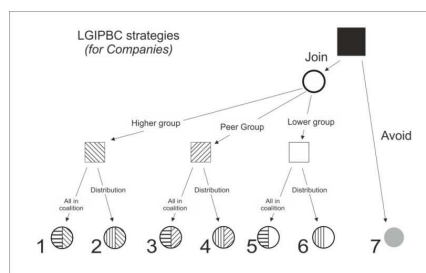 LGIPBC strategies
(for Companies)
Join
Higher group
Peer Group
Lower group
Avoid
All in
coalition
Distribution
All in
coalition
Distribution
All in
coalition
Distribution
1
2
3
4
5
6
7